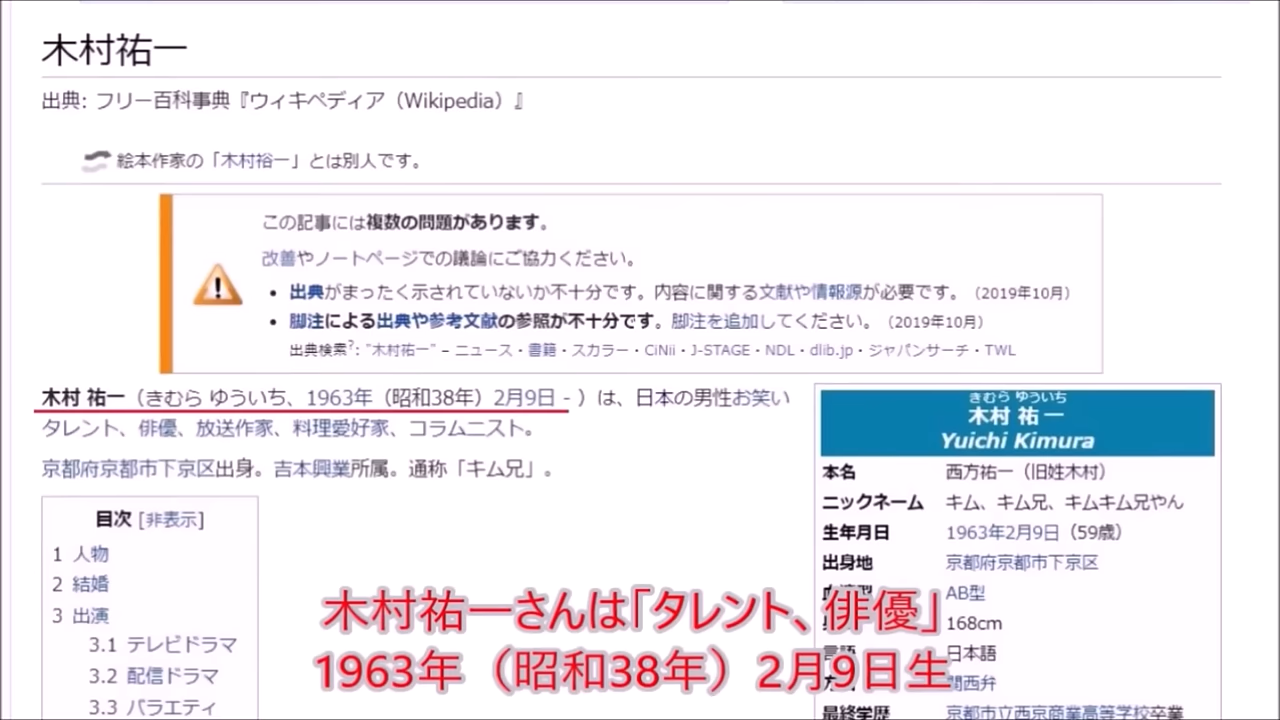 木村祐一
出典: フリー百科事典『ウィキペディア（Wikipedia）』
絵本作家の「木村裕一」とは別人です。
この記事には複数の問題があります。
改善やノートページでの議論にご協力ください。
• 出典がまったく示されていないか不十分です。内容に関する文献や情報源が必要です。（2019年10月）
• 脚注による出典や参考文献の参照が不十分です。脚注を追加してください。（2019年10月）
出典検索?: "木村祐一" – ニュース・書籍・スカラー・CiNii・J-STAGE・NDL・dlib.jp・ジャパンサーチ・TWL
木村 祐一（きむら ゆういち、1963年（昭和38年）2月9日 - ）は、日本の男性お笑い
タレント、俳優、放送作家、料理愛好家、コラムニスト。
京都府京都市下京区出身。吉本興業所属。通称「キム兄」。
目次 [非表示]
1 人物
2 結婚
3 出演
3.1 テレビドラマ
3.2 配信ドラマ
3.3 バラエティ
きむら ゆういち
木村 祐一
Yuichi Kimura
本名 西方祐一（旧姓木村）
ニックネーム キム、キム兄、キムキム兄やん
生年月日 1963年2月9日（59歳）
出身地 京都府京都市下京区
AB型
168cm
言語 日本語
関西弁
最終学歴 京都市立西京商業高等学校卒業
木村祐一さんは「タレント、俳優」
1963年（昭和38年）2月9日生